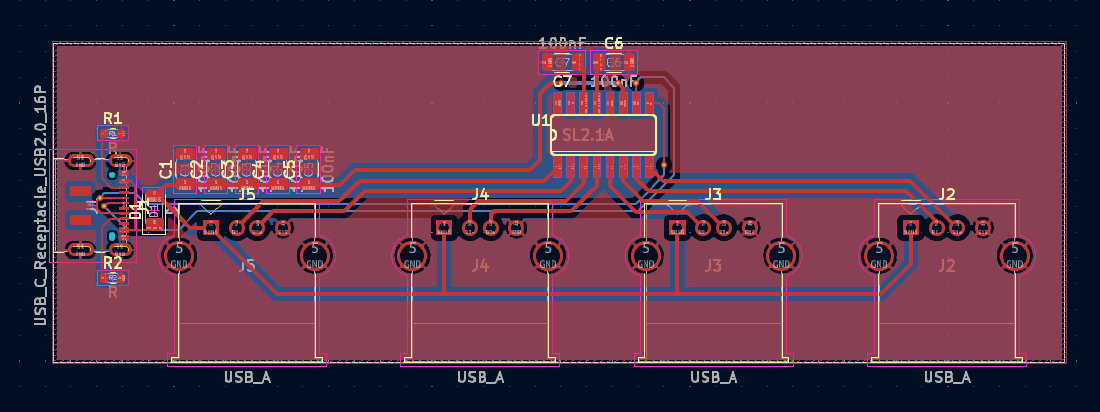 100nF C6
C7 C6
C7 100nF
R1
R
U1
SL2.1A
USB_C_Receptacle_USB2.0_16P
C1 C2 C3 C4 C5 100nF
D1
J5 J4 J3 J2
5 5 5 5 5 5 5 5
GND GND GND GND GND GND GND GND
J5 J4 J3 J2
R2
R
USB_A USB_A USB_A USB_A